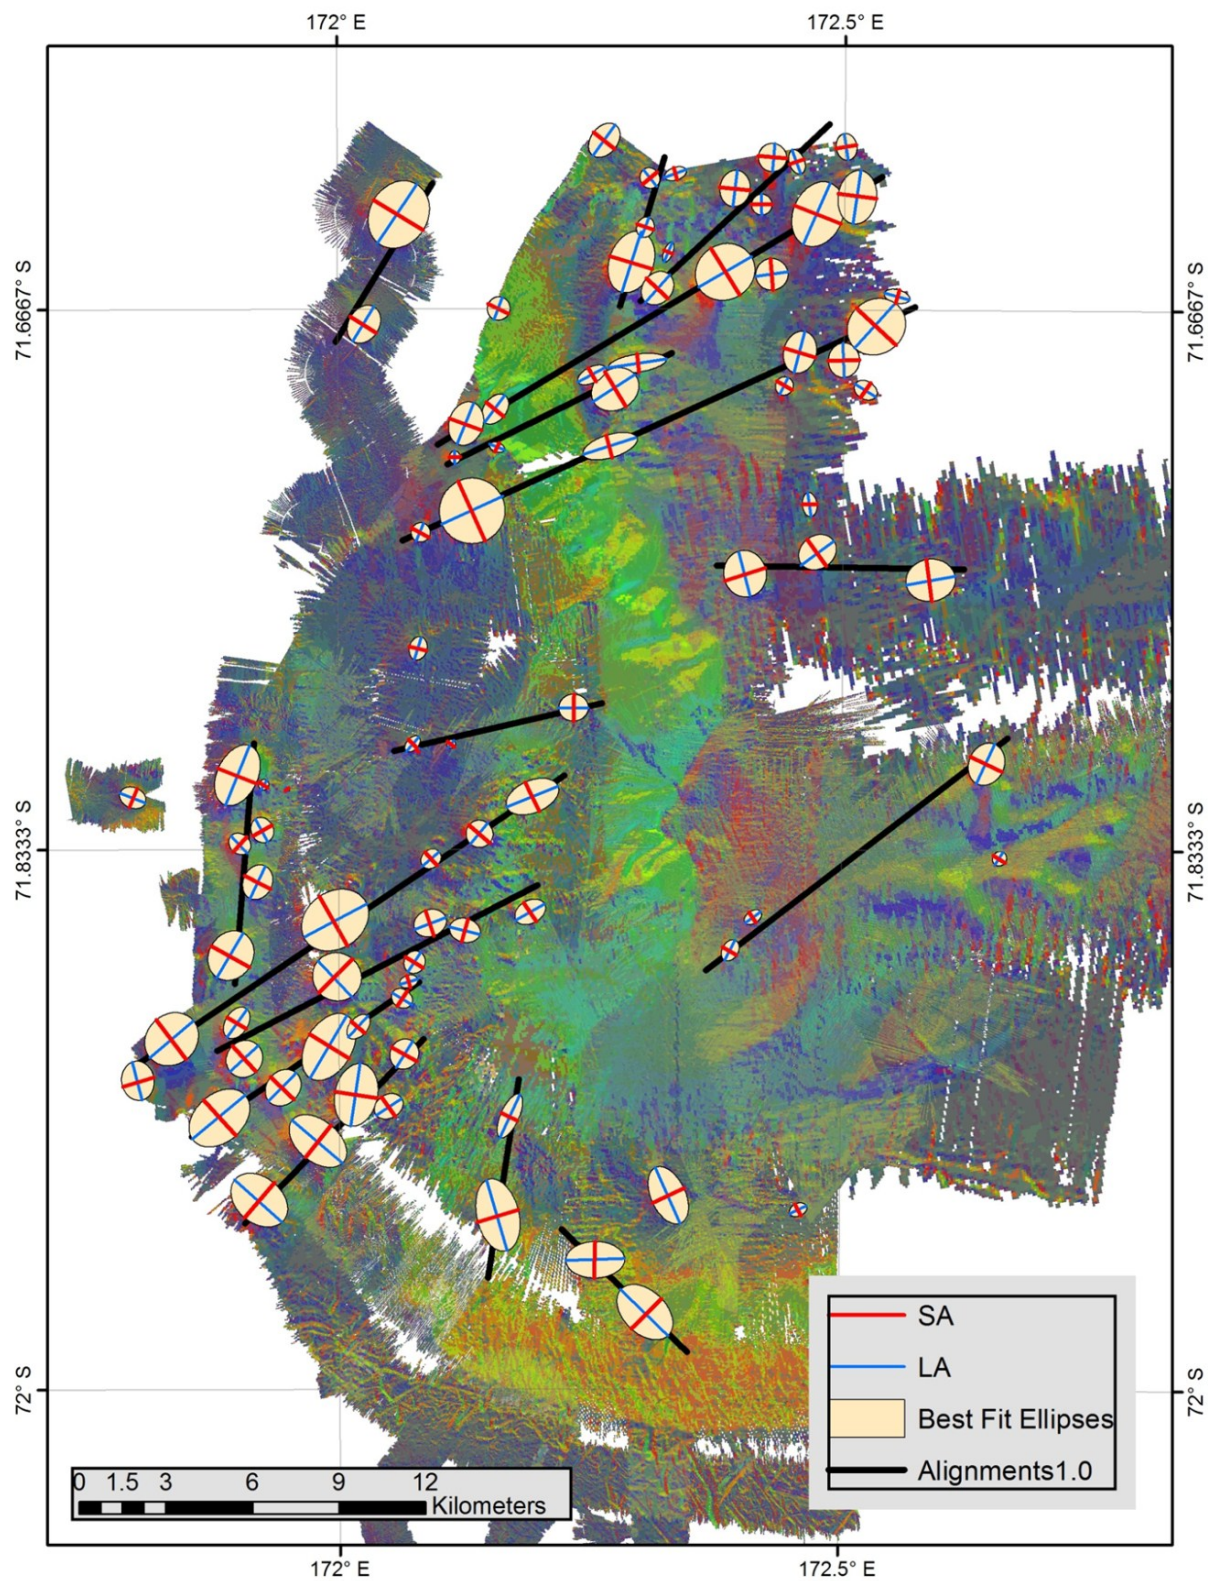 172° E
172.5° E
71.6667° S
71.6667° S
71.8333° S
71.8333° S
72° S
72° S
SA
LA
Best Fit Ellipses
Alignments1.0
0 1.5 3 6 9 12
Kilometers
172° E
172.5° E